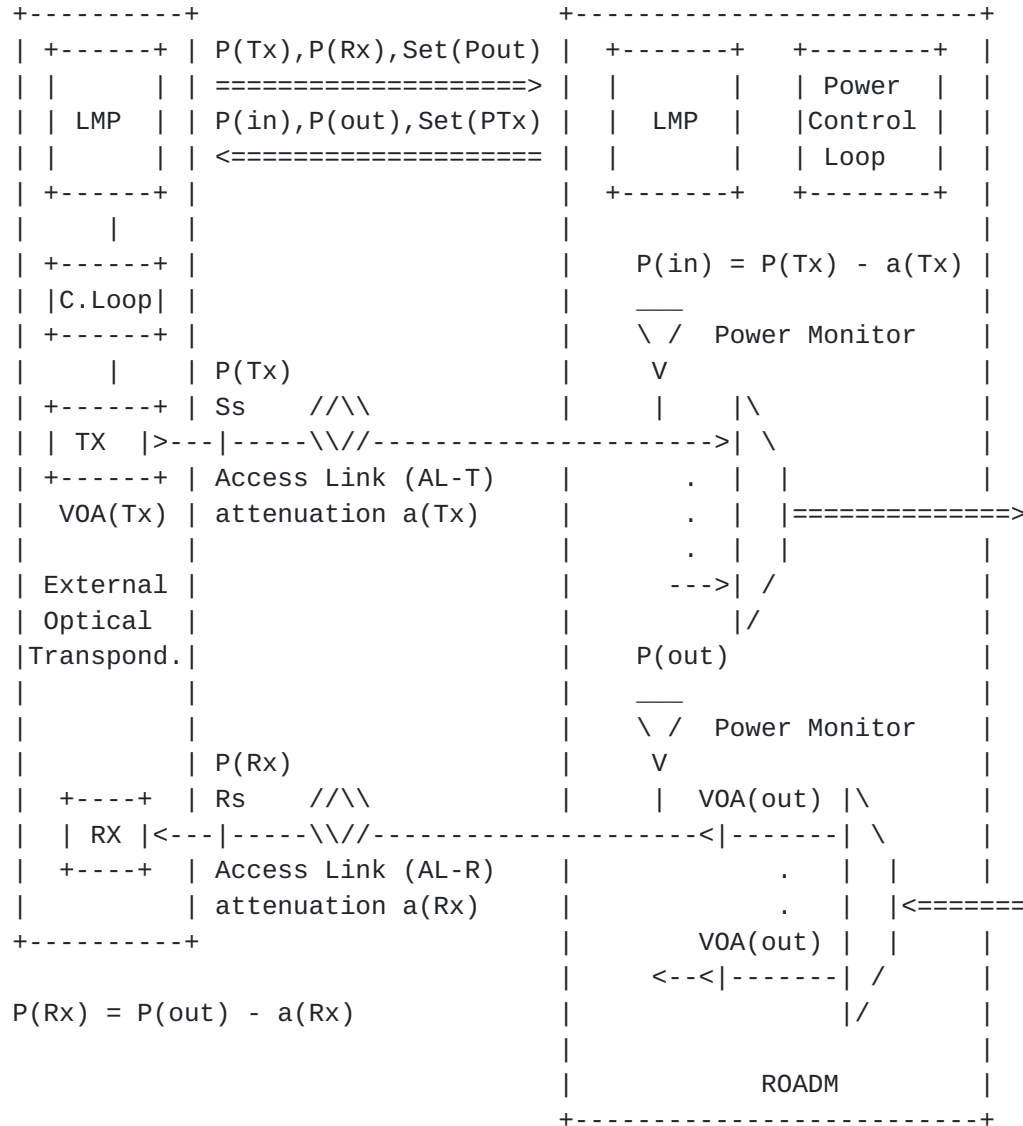 +----------+                       +--------------------------+
| +------+ | P(Tx),P(Rx),Set(Pout) |  +-------+   +--------+  |
| |      | | ====================> |  |       |   | Power  |  |
| | LMP  | | P(in),P(out),Set(PTx) |  |  LMP  |   |Control |  |
| |      | | <==================== |  |       |   | Loop   |  |
| +------+ |                       |  +-------+   +--------+  |
|     |    |                       |                          |
| +------+ |                       |    P(in) = P(Tx) - a(Tx) |
| |C.Loop| |                       |    ___                   |
| +------+ |                       |    \ /  Power Monitor    |
|     |    | P(Tx)                 |     V                    |
| +------+ | Ss    //\\            |     |    |\              |
| | TX  |>---|-----\\//---------------------->| \             |
| +------+ | Access Link (AL-T)    |       .  |  |            |
|  VOA(Tx) | attenuation a(Tx)     |       .  |  |==============>
|          |                       |       .  |  |            |
| External |                       |      --->| /             |
| Optical  |                       |          |/              |
|Transpond.|                       |    P(out)                |
|          |                       |    ___                   |
|          |                       |    \ /  Power Monitor    |
|          | P(Rx)                 |     V                    |
|  +----+  | Rs    //\\            |     |  VOA(out) |\       |
|  | RX |<---|-----\\//---------------------<|-------| \      |
|  +----+  | Access Link (AL-R)    |             .   |  |     |
|          | attenuation a(Rx)     |             .   |  |<=======
+----------+                       |        VOA(out) |  |     |
                                   |     <--<|-------| /      |
P(Rx) = P(out) - a(Rx)             |                 |/       |
                                   |                          |
                                   |            ROADM         |
                                   +--------------------------+